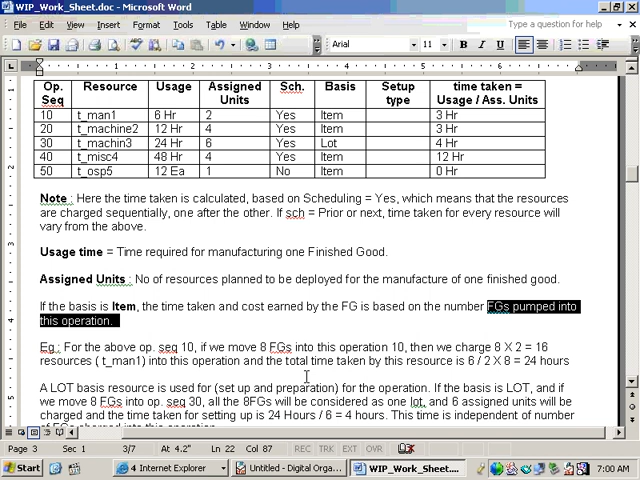 WIP_Work_Sheet.doc - Microsoft Word
File Edit View Insert Format Tools Table Window Help Type a question for help
Arial 11 B I U
Op. Seq Resource Usage Assigned Units Sch. Basis Setup type time taken = Usage / Ass. Units
10 t_man1 6 Hr 2 Yes Item 3 Hr
20 t_machine2 12 Hr 4 Yes Item 3 Hr
30 t_machin3 24 Hr 6 Yes Lot 4 Hr
40 t_misc4 48 Hr 4 Yes Item 12 Hr
50 t_osp5 12 Ea 1 No Item 0 Hr
Note : Here the time taken is calculated, based on Scheduling = Yes, which means that the resources
are charged sequentially, one after the other. If sch = Prior or next, time taken for every resource will
vary from the above.
Usage time = Time required for manufacturing one Finished Good.
Assigned Units : No of resources planned to be deployed for the manufacture of one finished good.
If the basis is Item, the time taken and cost earned by the FG is based on the number FGs pumped into
this operation.
Eg : For the above op. seq 10, if we move 8 FGs into this operation 10, then we charge 8 X 2 = 16
resources ( t_man1) into this operation and the total time taken by this resource is 6 / 2 X 8 = 24 hours
A LOT basis resource is used for (set up and preparation) for the operation. If the basis is LOT, and if
we move 8 FGs into op. seq 30, all the 8FGs will be considered as one lot, and 6 assigned units will be
charged and the time taken for setting up is 24 Hours / 6 = 4 hours. This time is independent of number
of FGs charged into this operation
Page 3 Sec 1 3/7 At 4.2" Ln 22 Col 87 REC TRK EXT OVR
Start 4 Internet Explorer Untitled - Digital Orga... WIP_Work_Sheet.... 7:00 AM